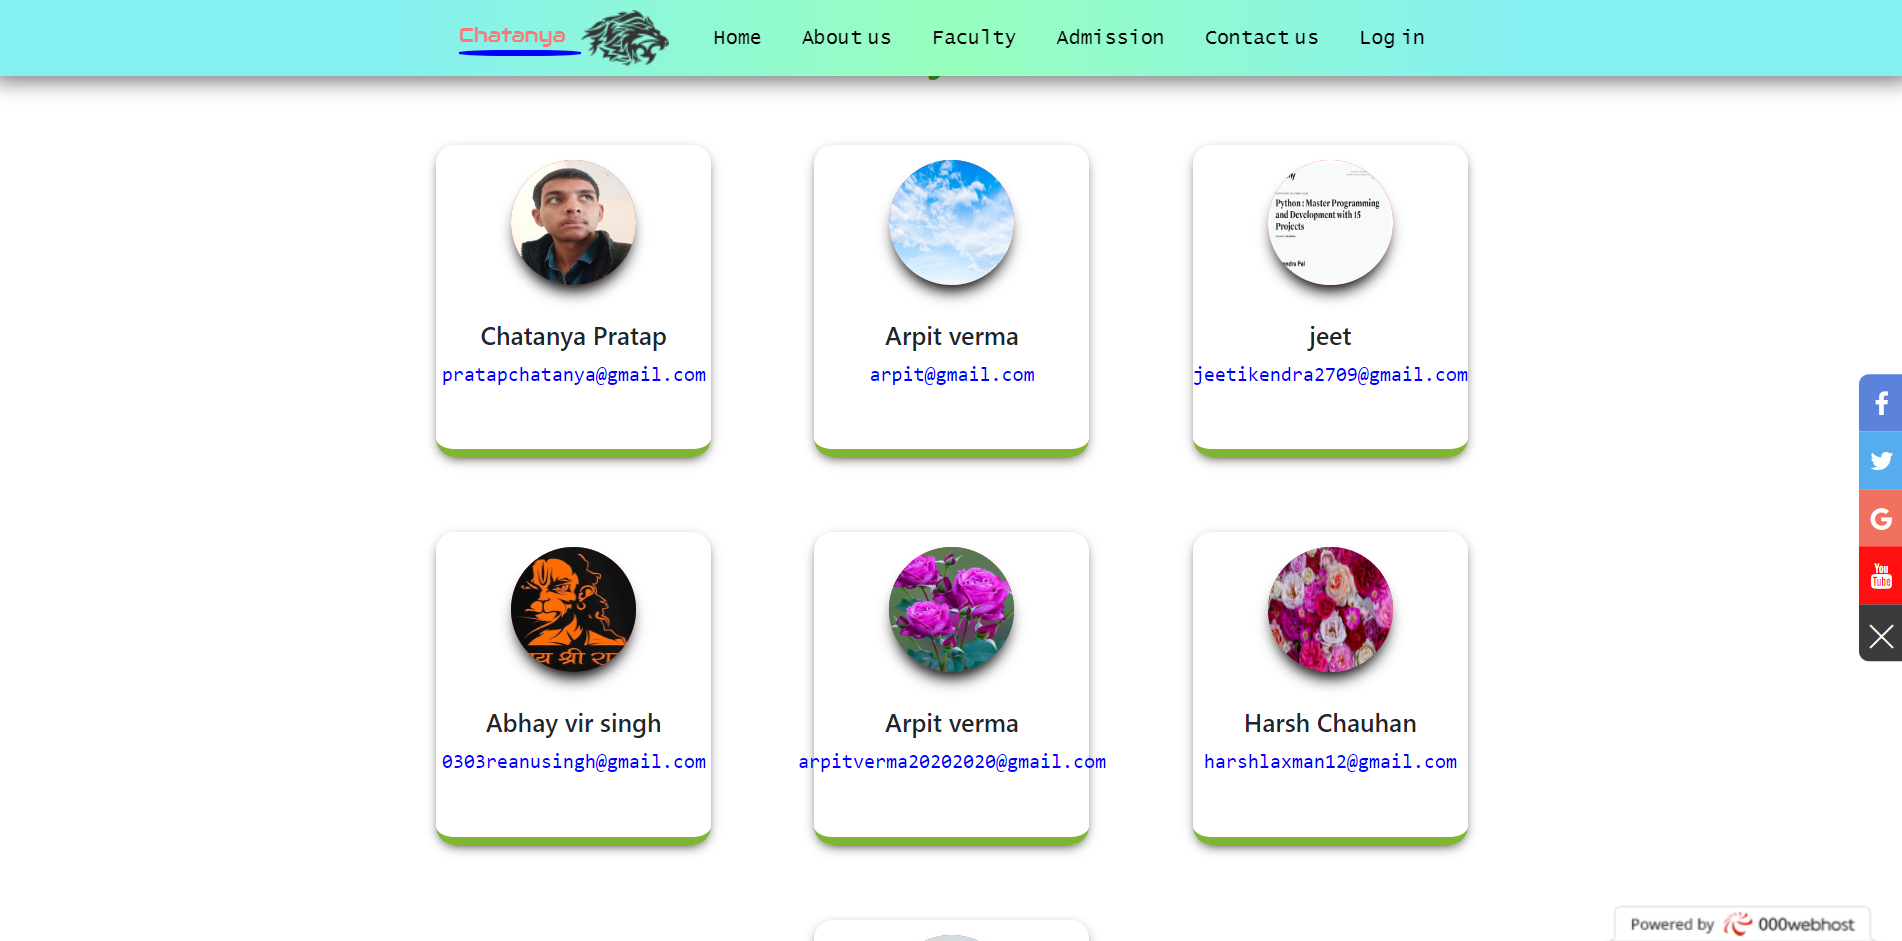 Chatanya
Home About us Faculty Admission Contact us Log in
Python : Master Programming
and Development with 15
Projects
Chatanya Pratap
pratapchatanya@gmail.com
Arpit verma
arpit@gmail.com
jeet
jeetikendra2709@gmail.com
You
Tube
श्री
Abhay vir singh
0303reanusingh@gmail.com
Arpit verma
arpitverma20202020@gmail.com
Harsh Chauhan
harshlaxman12@gmail.com
Powered by 000webhost